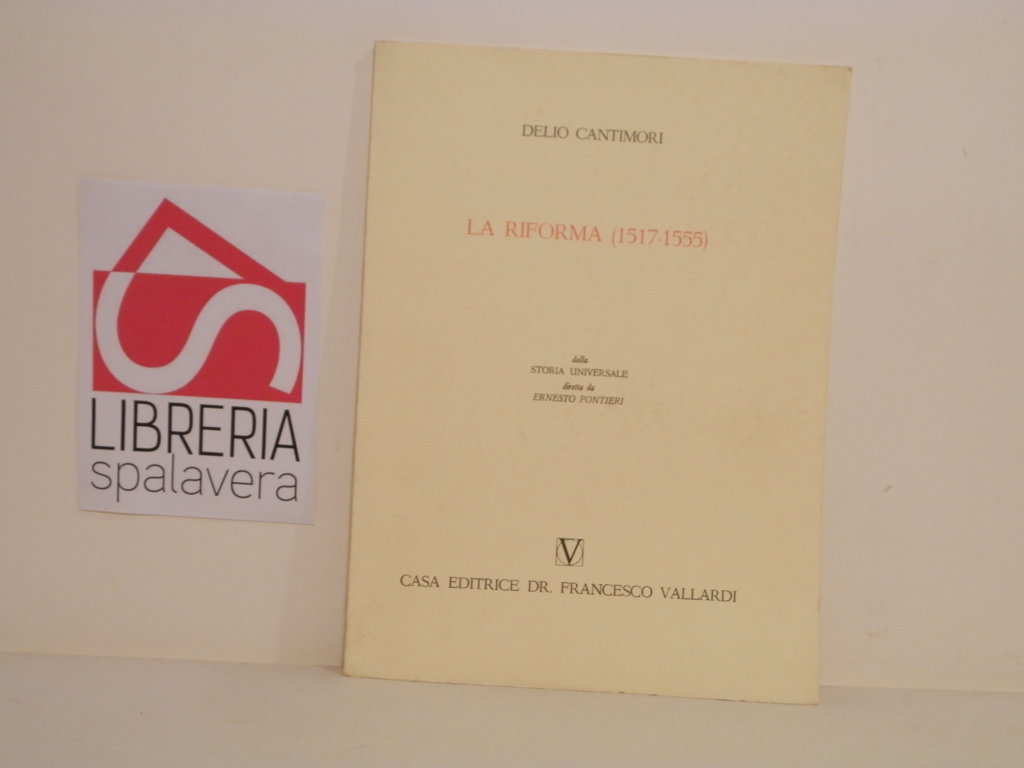 DELIO CANTIMORI
LA RIFORMA (1517-1555)
dalla
STORIA UNIVERSALE
diretta da
ERNESTO PONTIERI
V
CASA EDITRICE DR. FRANCESCO VALLARDI
LIBRERIA
spalavera